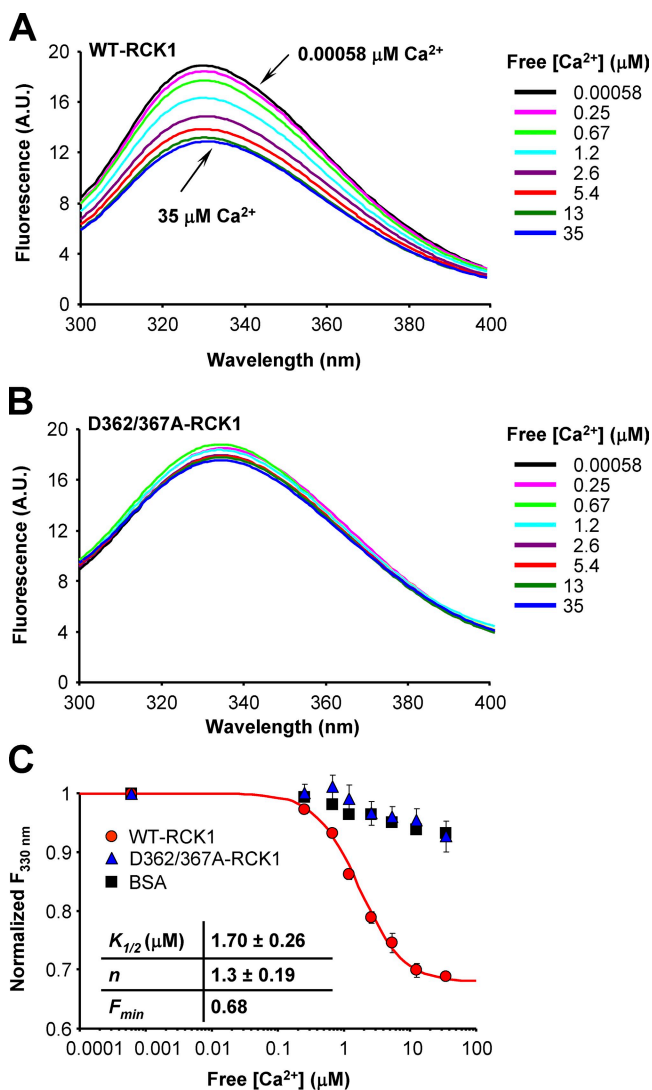 A
WT-RCK1
0.00058 μM Ca²⁺
35 μM Ca²⁺
Fluorescence (A.U.)
20
16
12
8
4
0
300
320
340
360
380
400
Wavelength (nm)
Free [Ca²⁺] (μM)
0.00058
0.25
0.67
1.2
2.6
5.4
13
35
B
D362/367A-RCK1
Fluorescence (A.U.)
20
16
12
8
4
0
300
320
340
360
380
400
Wavelength (nm)
Free [Ca²⁺] (μM)
0.00058
0.25
0.67
1.2
2.6
5.4
13
35
C
Normalized F330 nm
1
0.9
0.8
0.7
0.6
WT-RCK1
D362/367A-RCK1
BSA
K1/2 (μM) 1.70 ± 0.26
n 1.3 ± 0.19
Fmin 0.68
0.0001
0.001
0.01
0.1
1
10
100
Free [Ca²⁺] (μM)